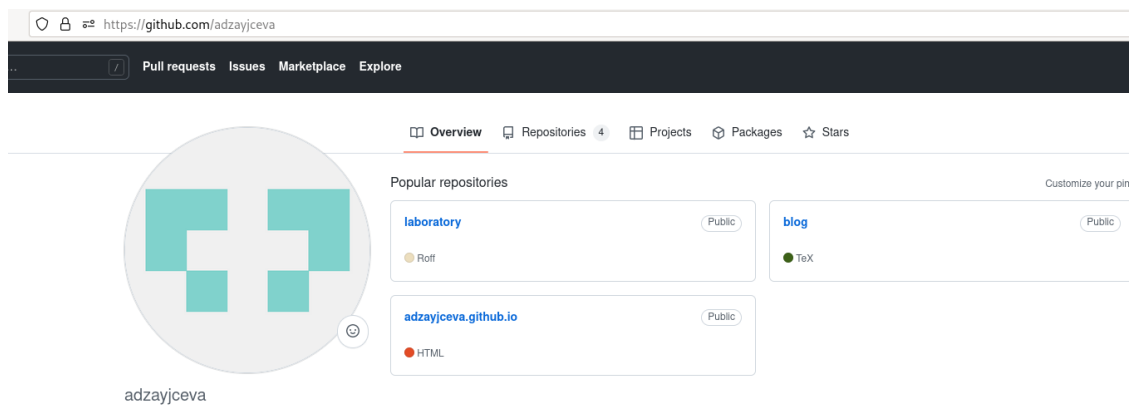 https://github.com/adzayjceva
... / Pull requests Issues Marketplace Explore
Overview Repositories 4 Projects Packages Stars
Popular repositories
Customize your pin
laboratory Public
Roff
blog Public
TeX
adzayjceva.github.io Public
HTML
adzayjceva